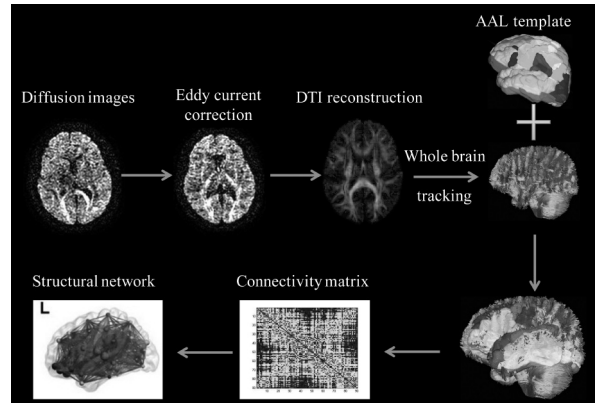 AAL template
Diffusion images
Eddy current
correction
DTI reconstruction
Whole brain
tracking
Structural network
Connectivity matrix
L